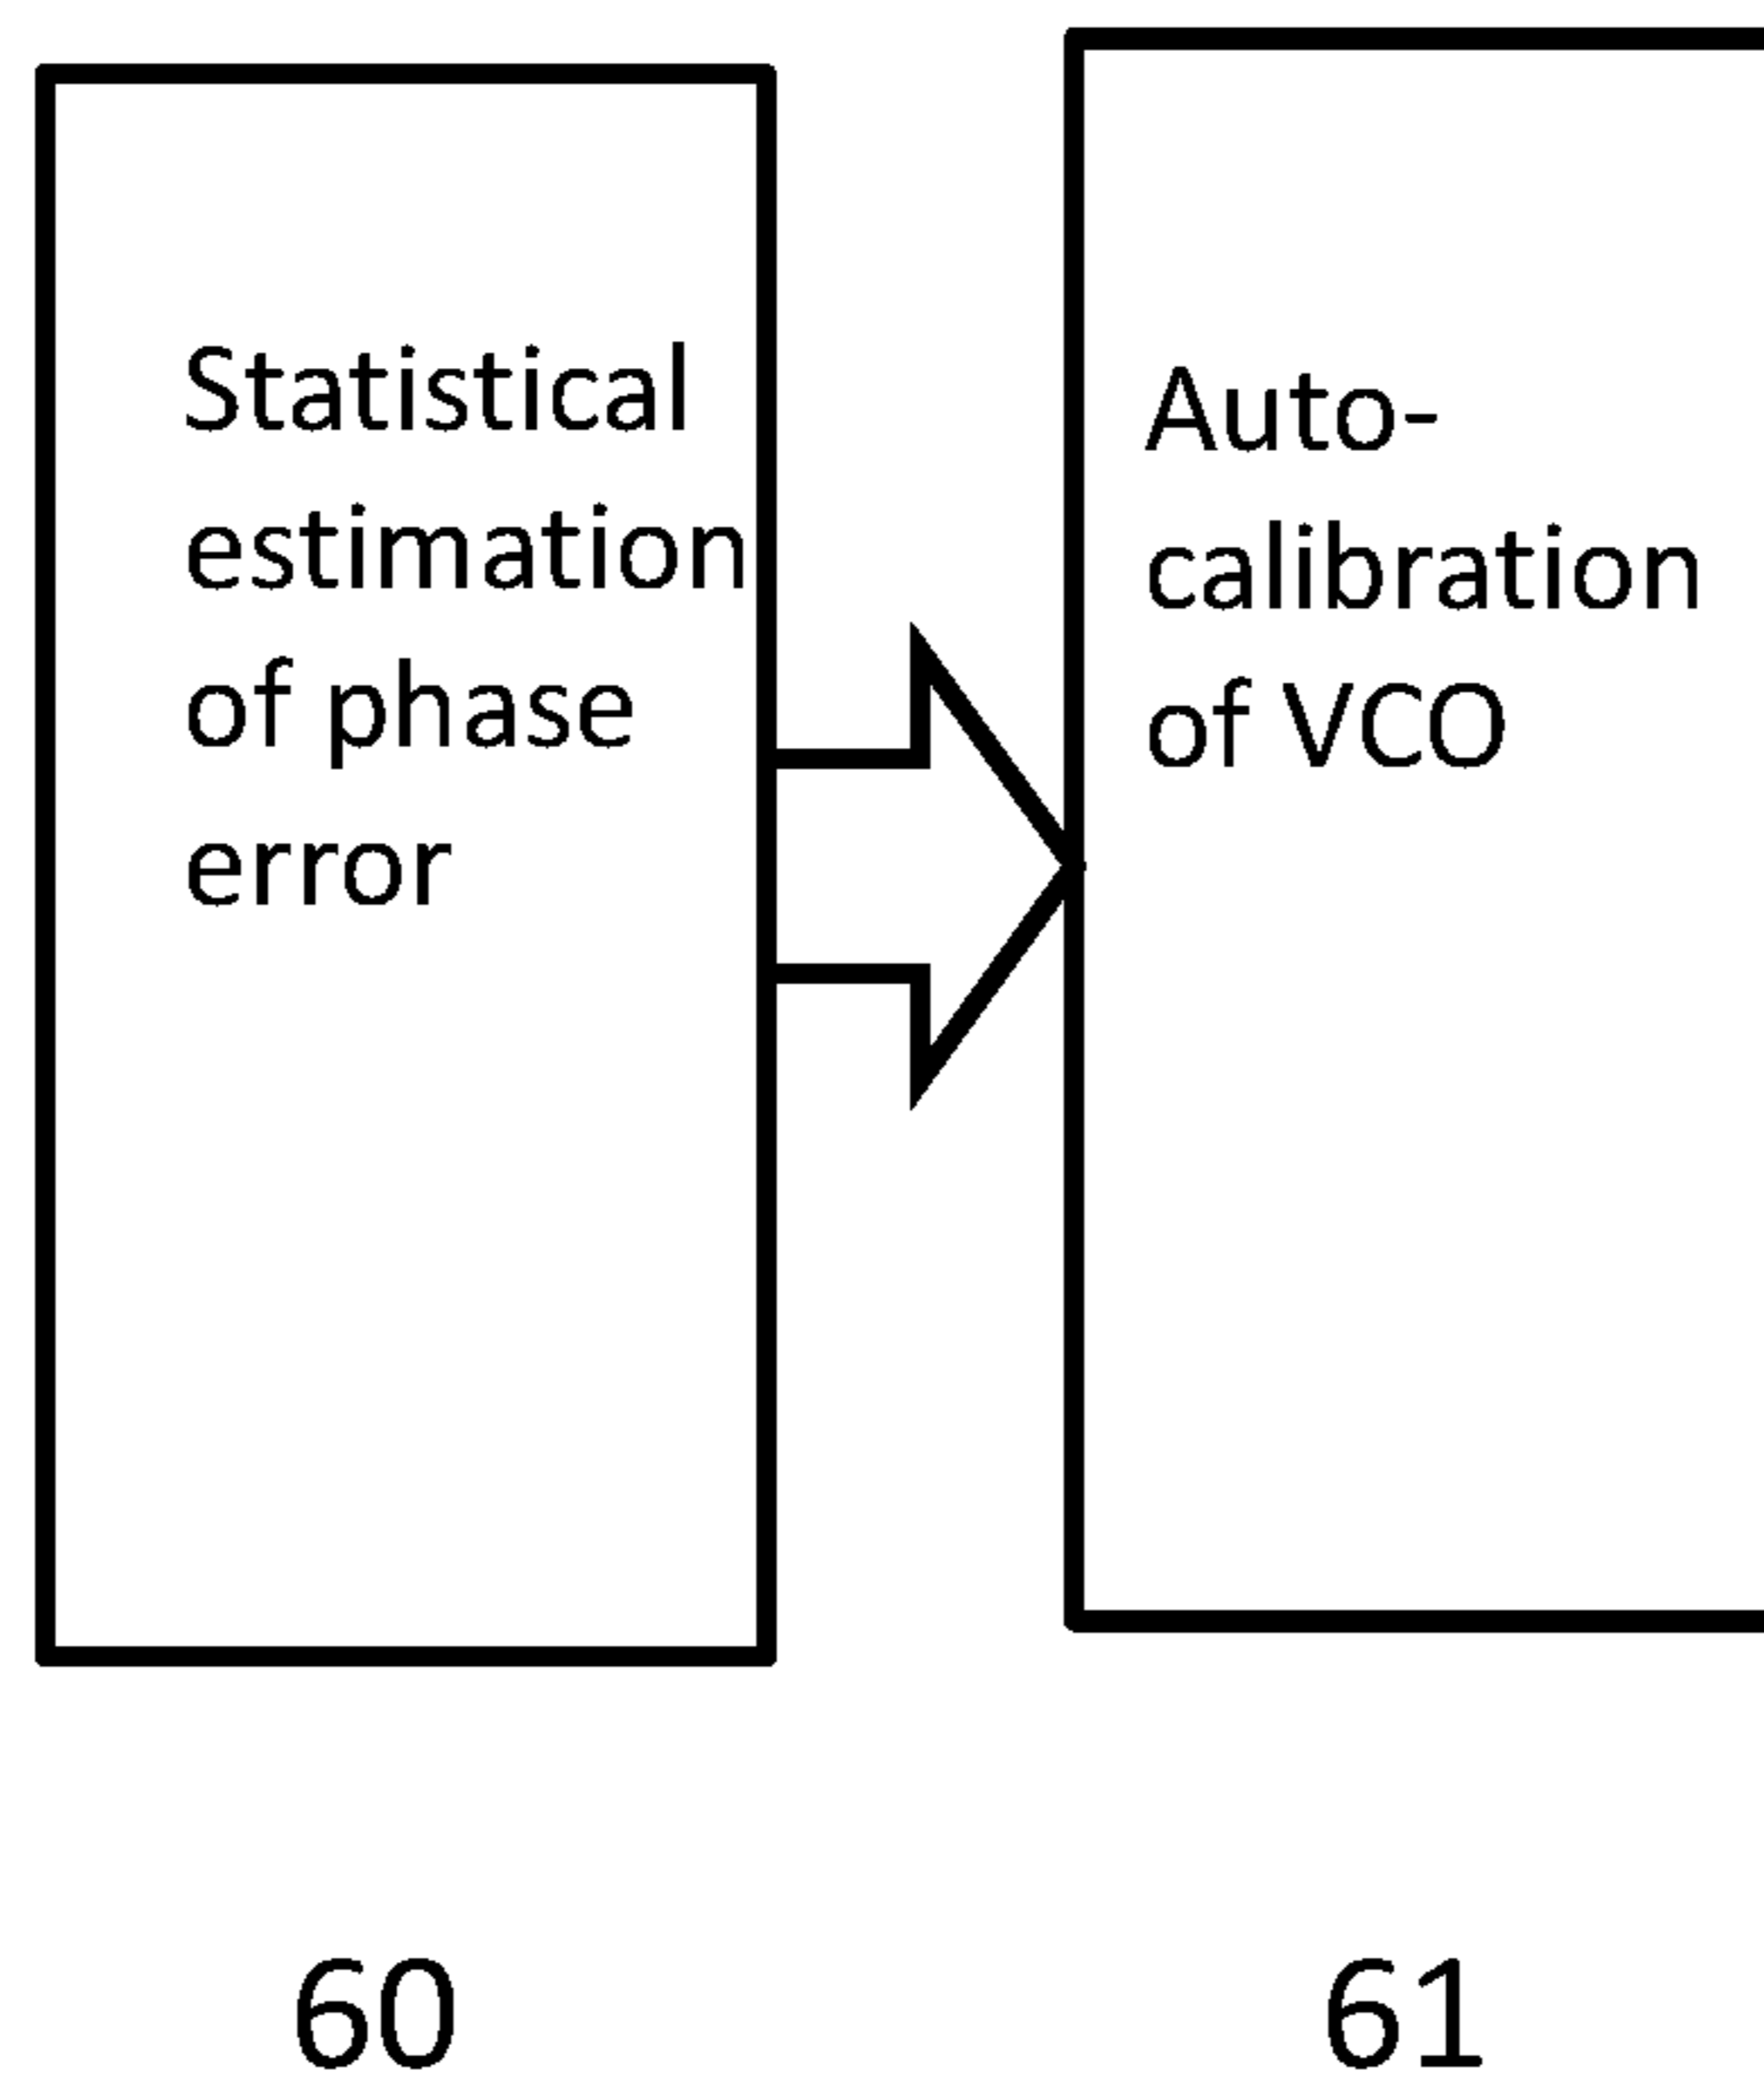 Statistical
estimation
of phase
error
Auto-
calibration
of VCO
60
61